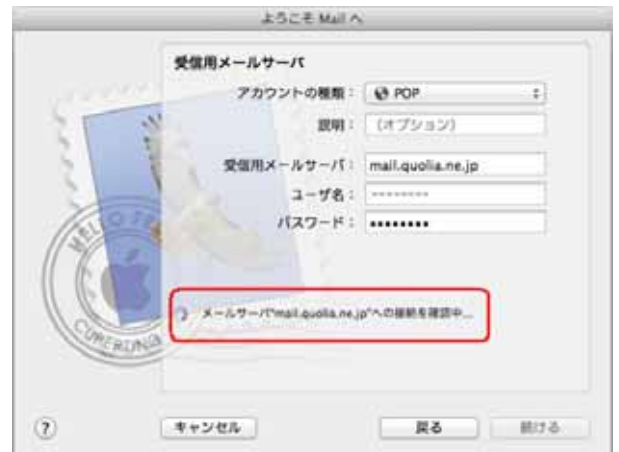 ようこそ Mail へ
受信用メールサーバ
アカウントの種類： POP
説明： (オプション)
受信用メールサーバ： mail.quolia.ne.jp
ユーザ名： --------
パスワード： ••••••••
メールサーバ"mail.quolia.ne.jp"への接続を確認中...
HELLO FR
CUPERTINO
? キャンセル 戻る 続ける